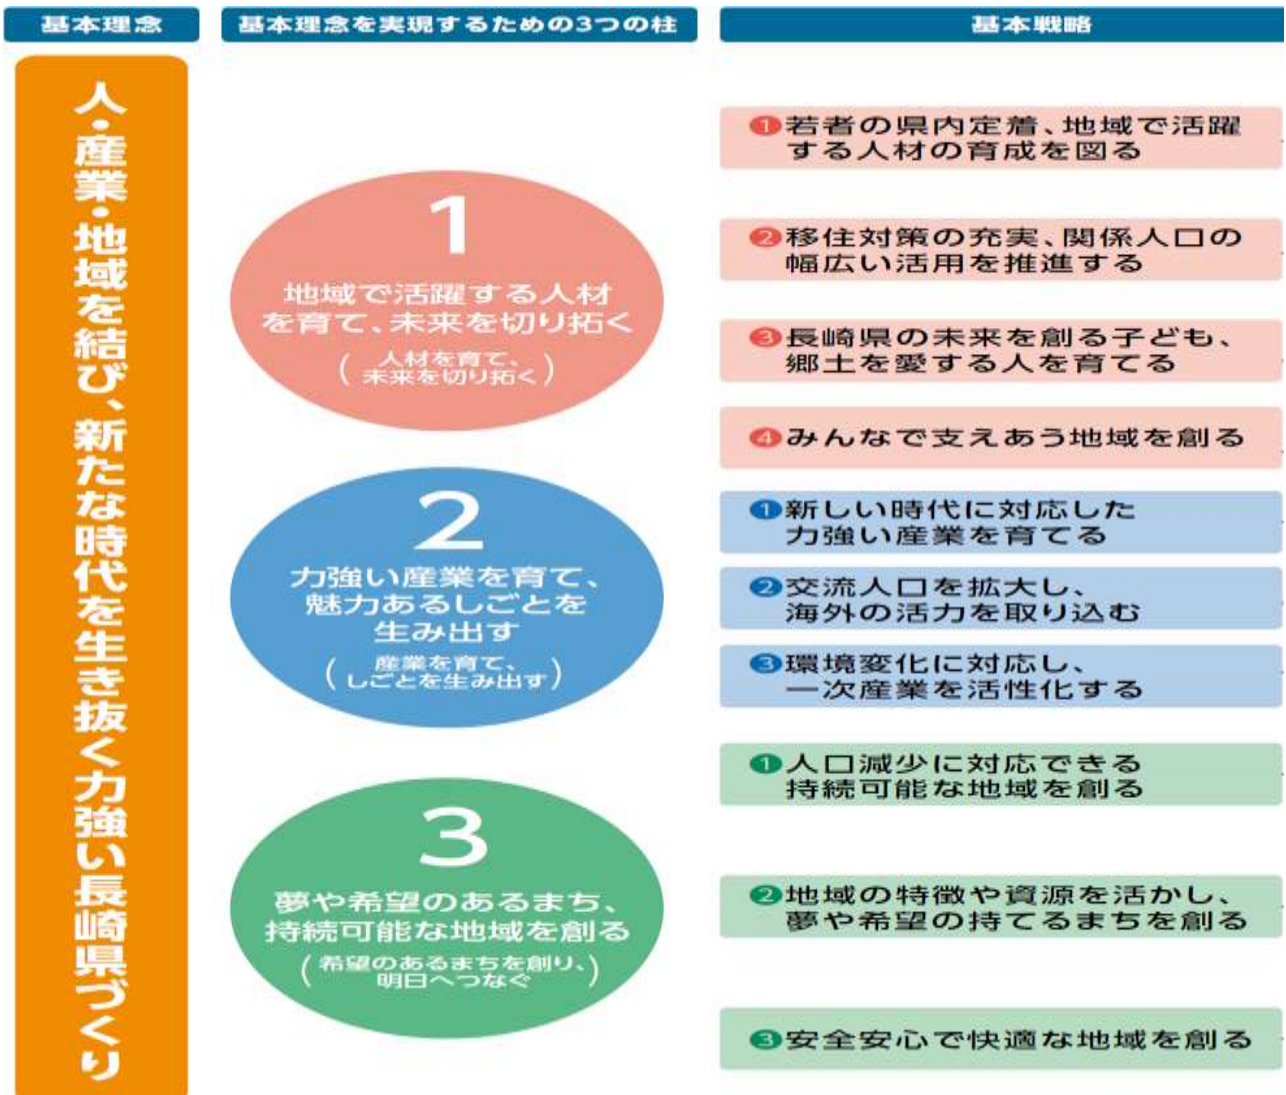 基本理念
人・産業・地域を結び、新たな時代を生き抜く力強い長崎県づくり
基本理念を実現するための3つの柱
1
地域で活躍する人材
を育て、未来を切り拓く
(人材を育て、
未来を切り拓く)
2
力強い産業を育て、
魅力あるしごとを
生み出す
(産業を育て、
しごとを生み出す)
3
夢や希望のあるまち、
持続可能な地域を創る
(希望のあるまちを創り、
明日へつなぐ)
基本戦略
❶若者の県内定着、地域で活躍
する人材の育成を図る
❷移住対策の充実、関係人口の
幅広い活用を推進する
❸長崎県の未来を創る子ども、
郷土を愛する人を育てる
❹みんなで支えあう地域を創る
❶新しい時代に対応した
力強い産業を育てる
❷交流人口を拡大し、
海外の活力を取り込む
❸環境変化に対応し、
一次産業を活性化する
❶人口減少に対応できる
持続可能な地域を創る
❷地域の特徴や資源を活かし、
夢や希望の持てるまちを創る
❸安全安心で快適な地域を創る